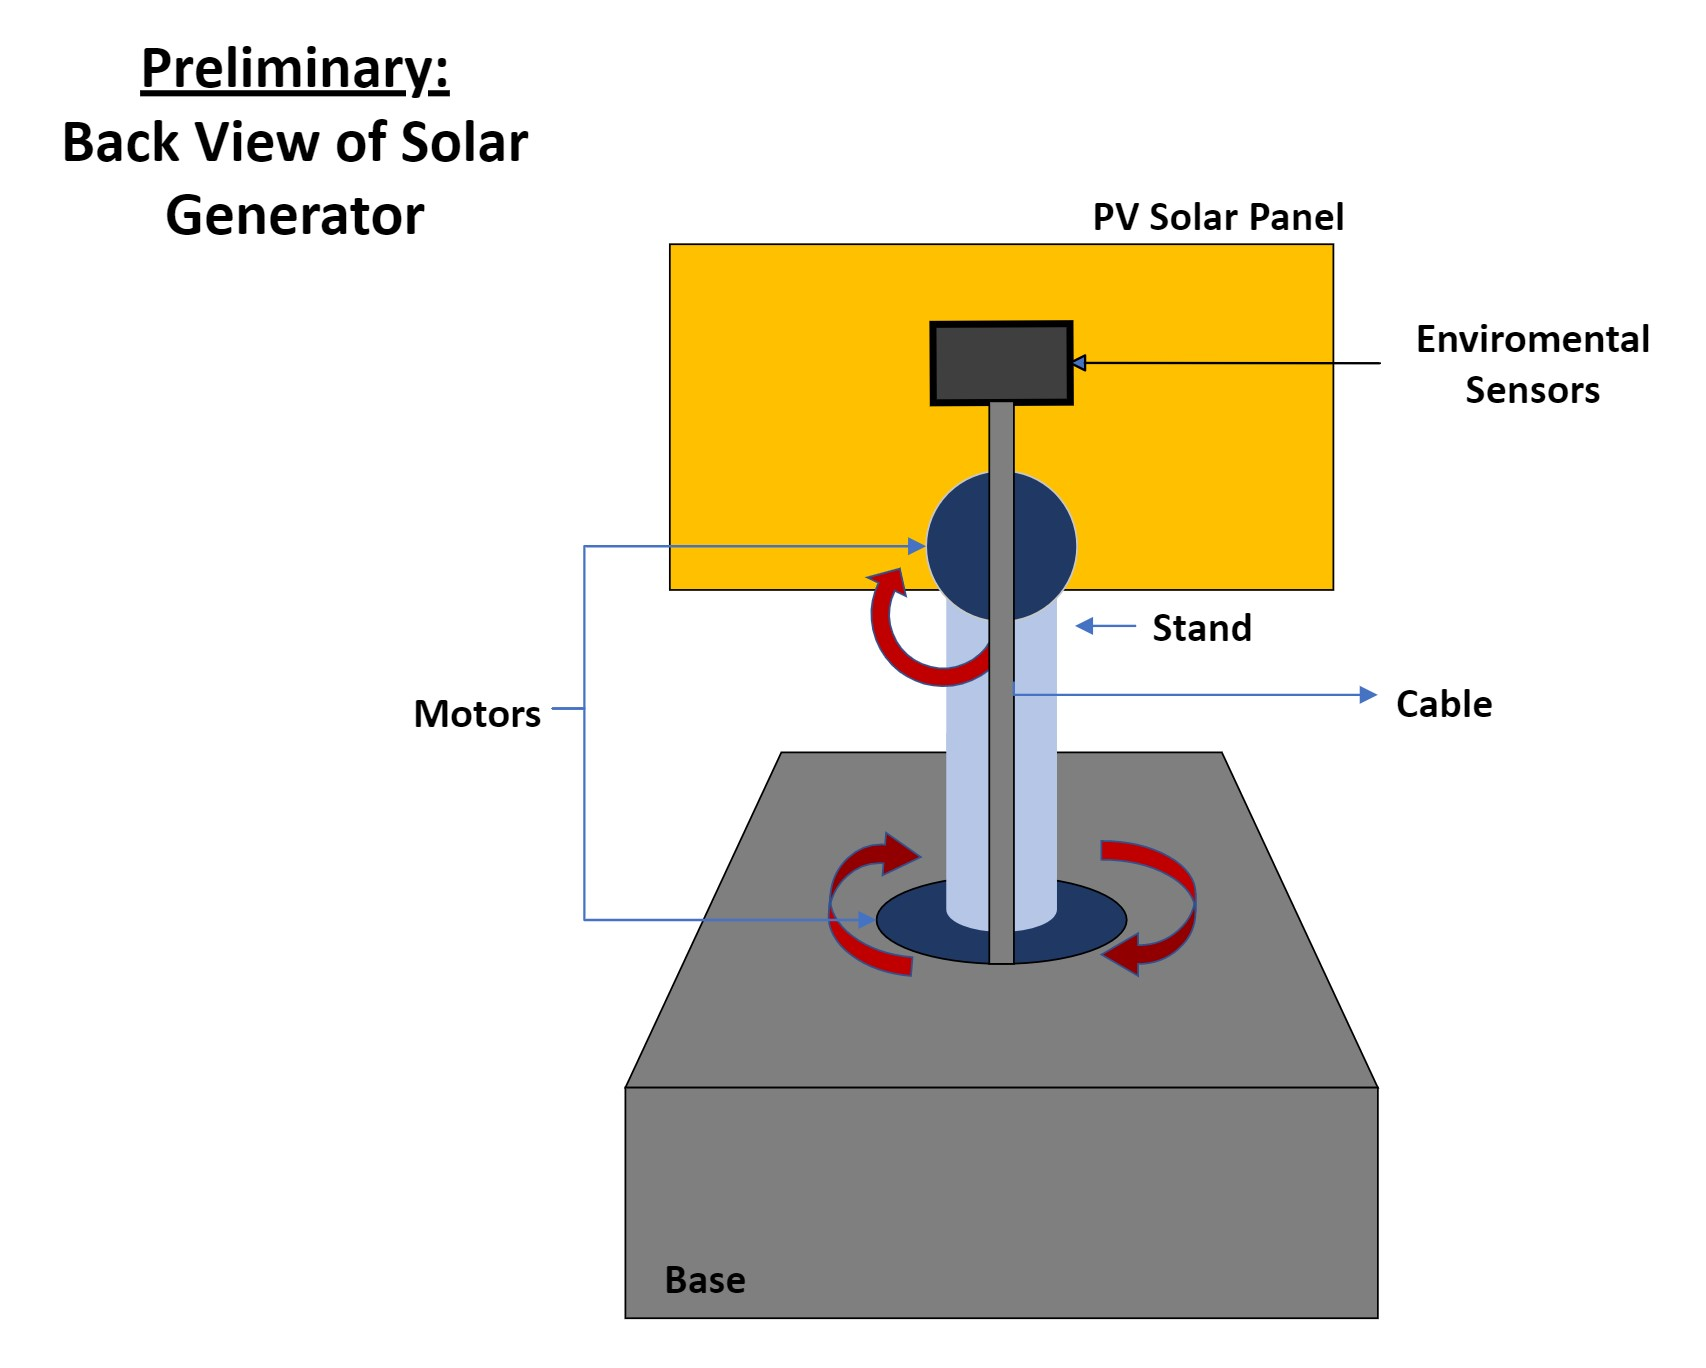 Preliminary:
Back View of Solar
Generator
PV Solar Panel
Enviromental
Sensors
Stand
Cable
Motors
Base